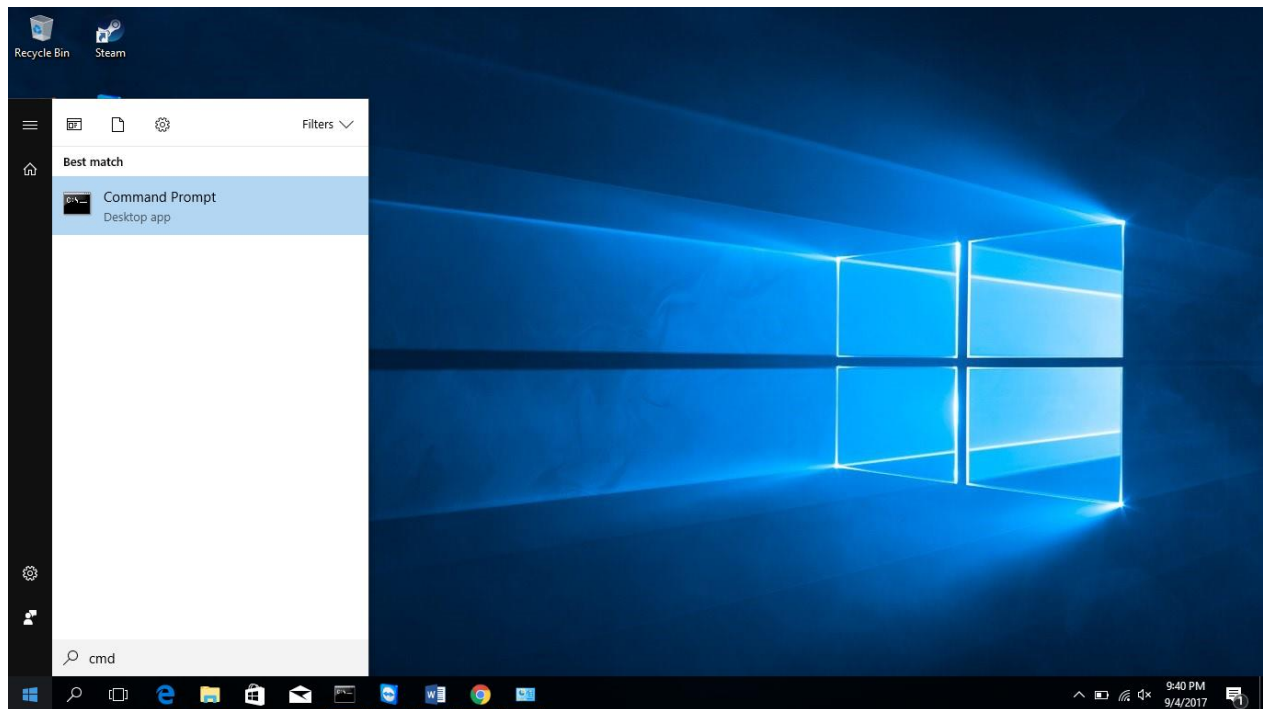 Recycle Bin
Steam
Filters
Best match
Command Prompt
Desktop app
cmd
9:40 PM
9/4/2017